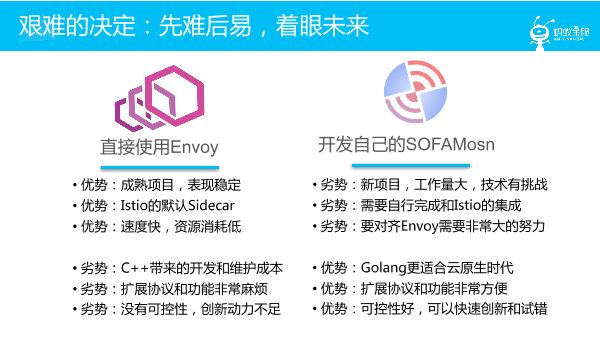 艰难的决定：先难后易，着眼未来
蚂蚁金服
ANT FINANCIAL
直接使用Envoy
• 优势：成熟项目，表现稳定
• 优势：Istio的默认Sidecar
• 优势：速度快，资源消耗低
• 劣势：C++带来的开发和维护成本
• 劣势：扩展协议和功能非常麻烦
• 劣势：没有可控性，创新动力不足
开发自己的SOFAMosn
• 劣势：新项目，工作量大，技术有挑战
• 劣势：需要自行完成和Istio的集成
• 劣势：要对齐Envoy需要非常大的努力
• 优势：Golang更适合云原生时代
• 优势：扩展协议和功能非常方便
• 优势：可控性好，可以快速创新和试错